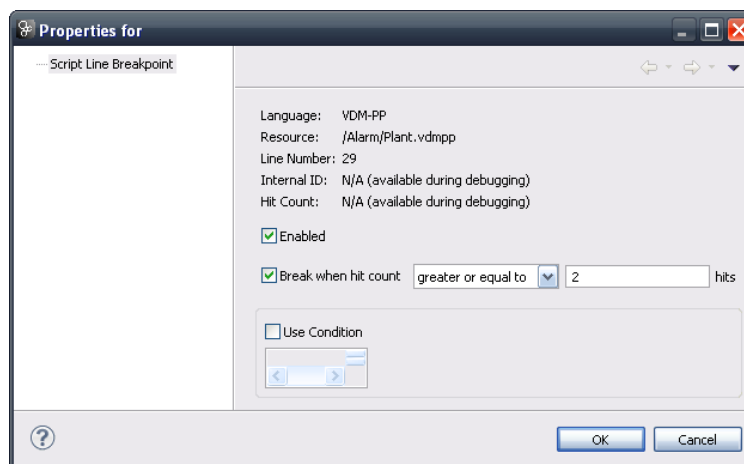 Properties for
Script Line Breakpoint
Language: VDM-PP
Resource: /Alarm/Plant.vdmpp
Line Number: 29
Internal ID: N/A (available during debugging)
Hit Count: N/A (available during debugging)
Enabled
Break when hit count greater or equal to 2 hits
Use Condition
OK Cancel